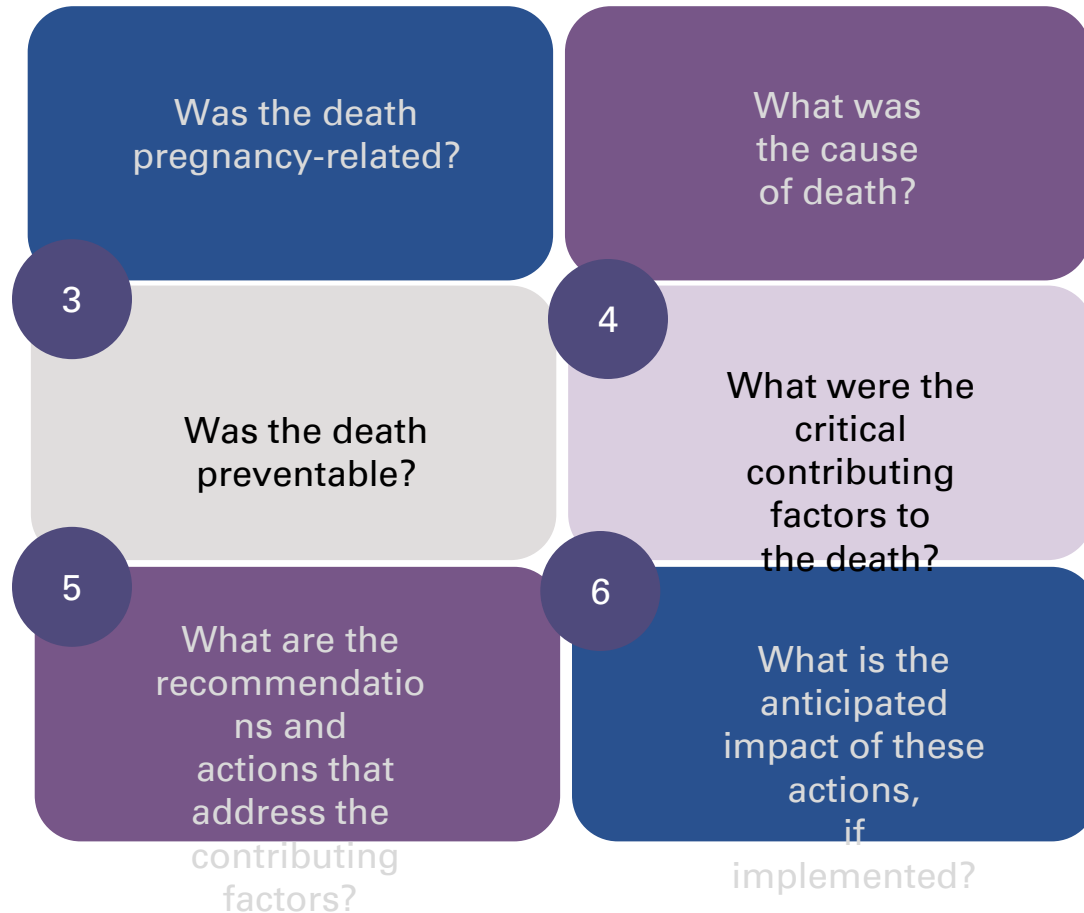 Was the death
pregnancy-related?
What was
the cause
of death?
3
Was the death
preventable?
4
What were the
critical
contributing
factors to
the death?
5
What are the
recommendatio
ns and
actions that
address the
contributing
factors?
6
What is the
anticipated
impact of these
actions,
if
implemented?